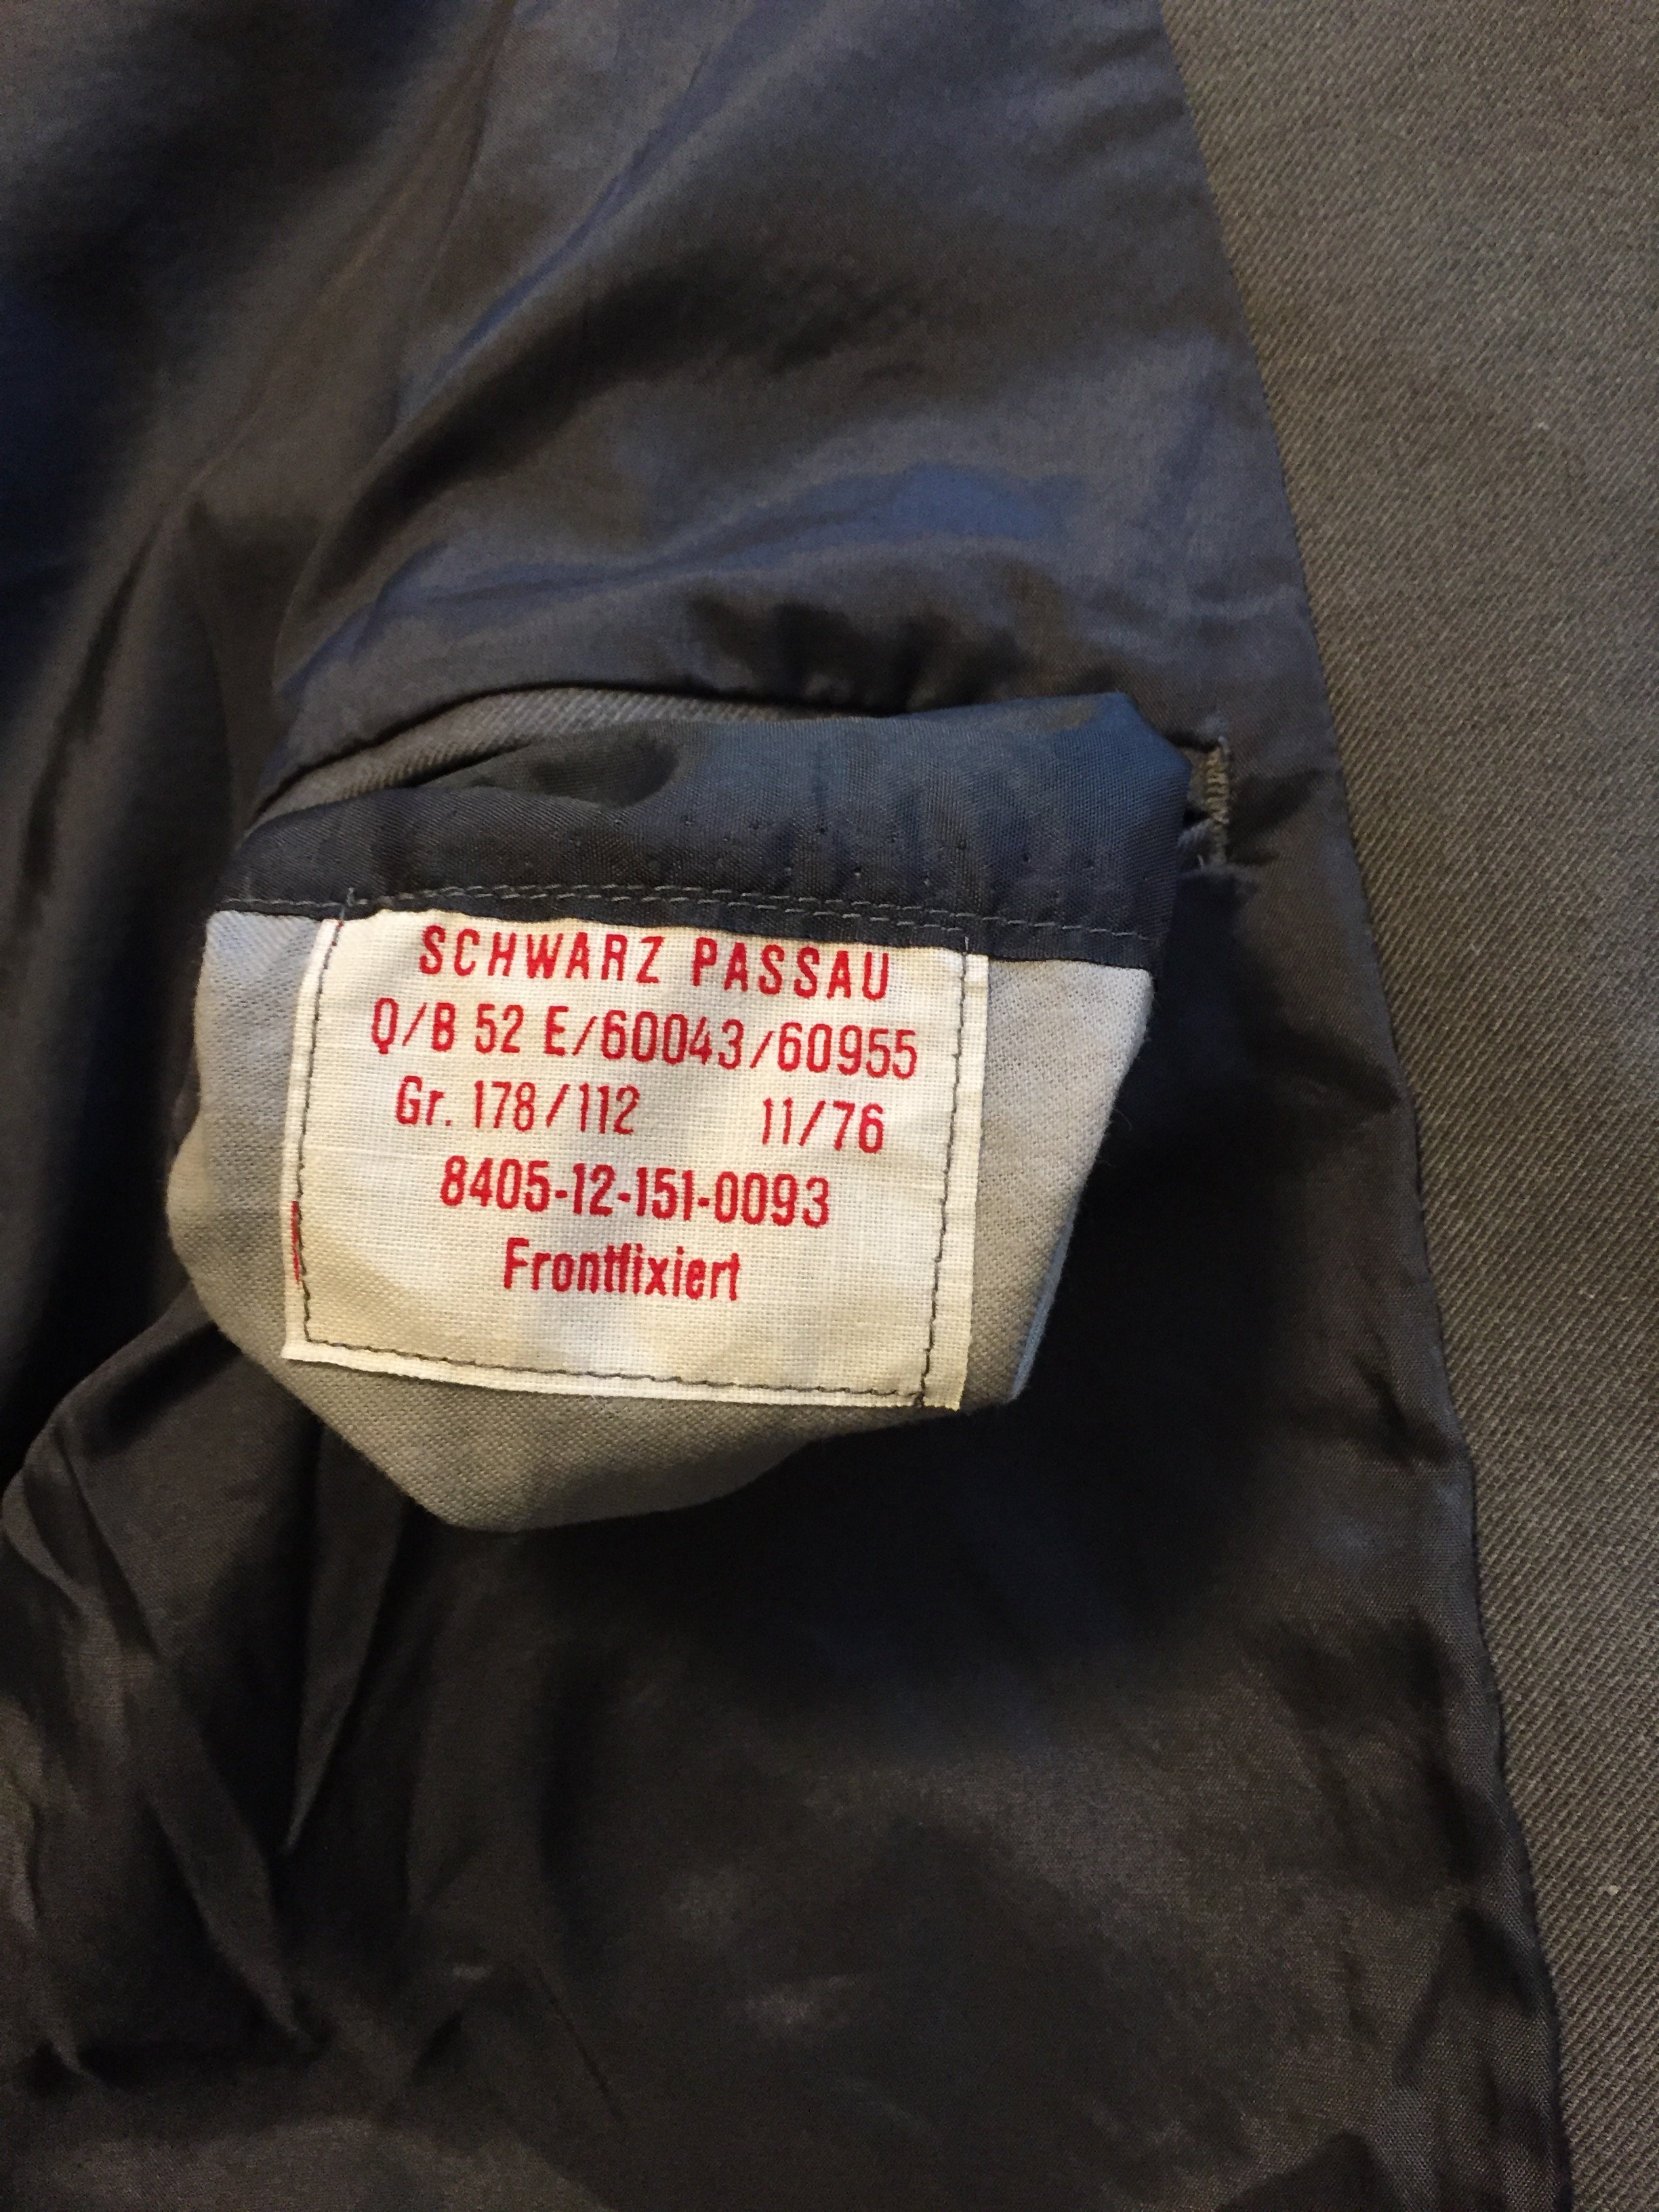 SCHWARZ PASSAU
Q/B 52 E/60043/60955
Gr. 178/112 11/76
8405-12-151-0093
Frontfixiert